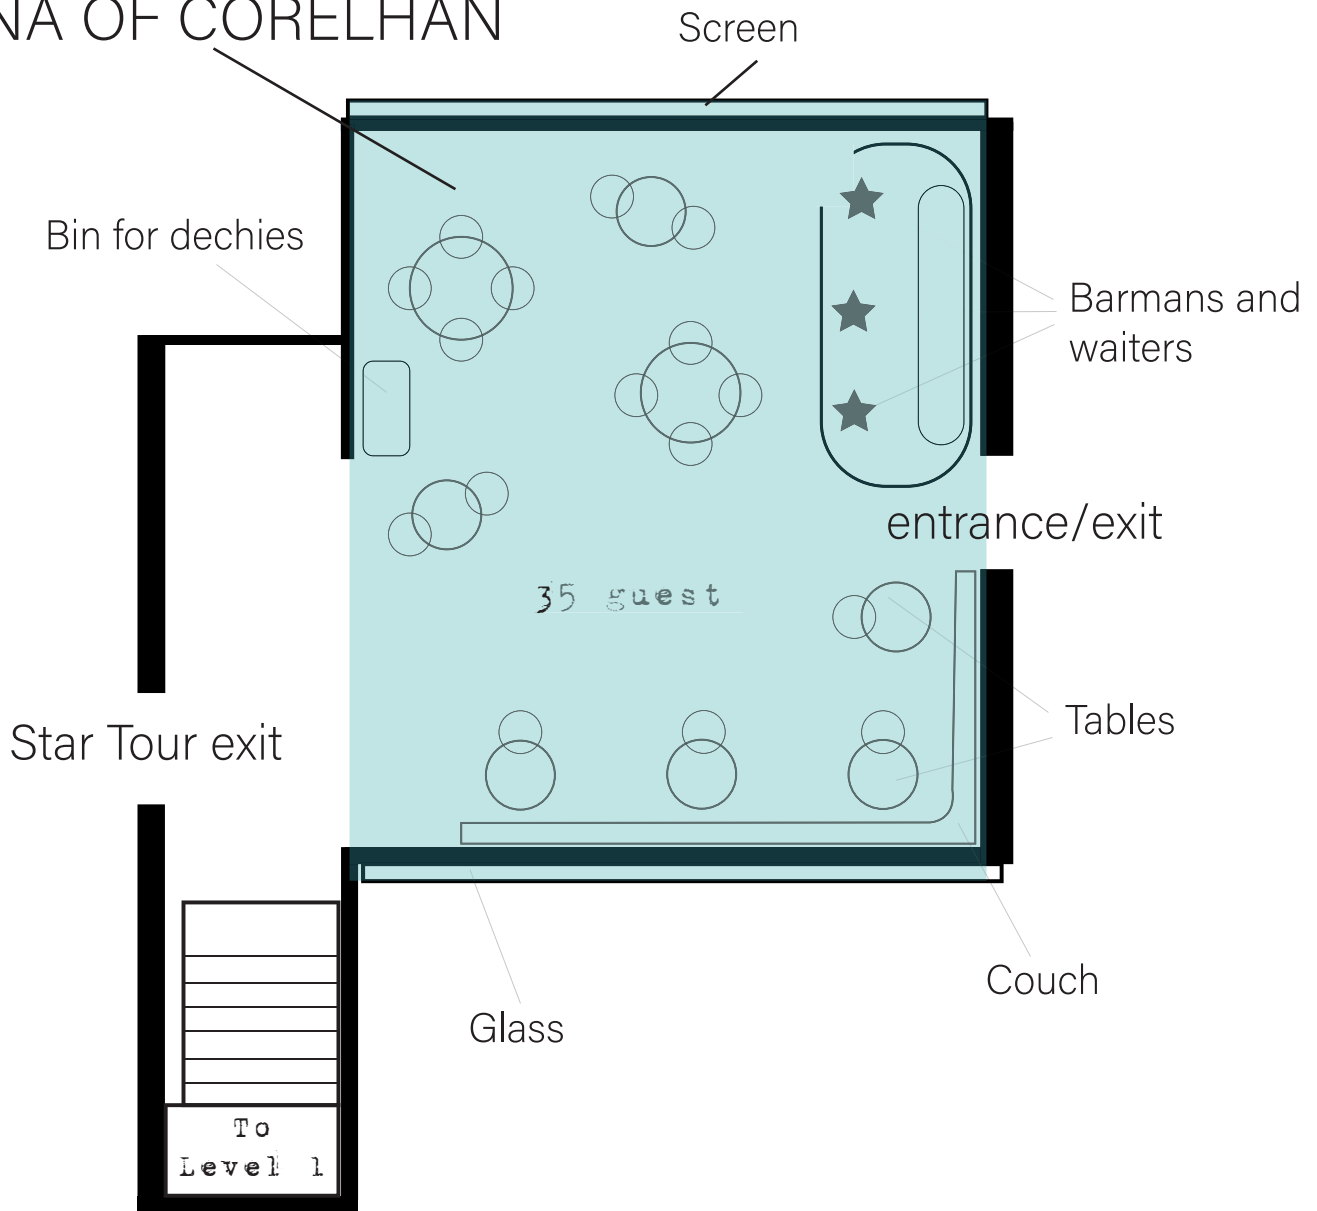 NA OF CORELHAN
Screen
Bin for dechies
Barmans and
waiters
entrance/exit
35 guest
Tables
Star Tour exit
Couch
Glass
To
Level 1